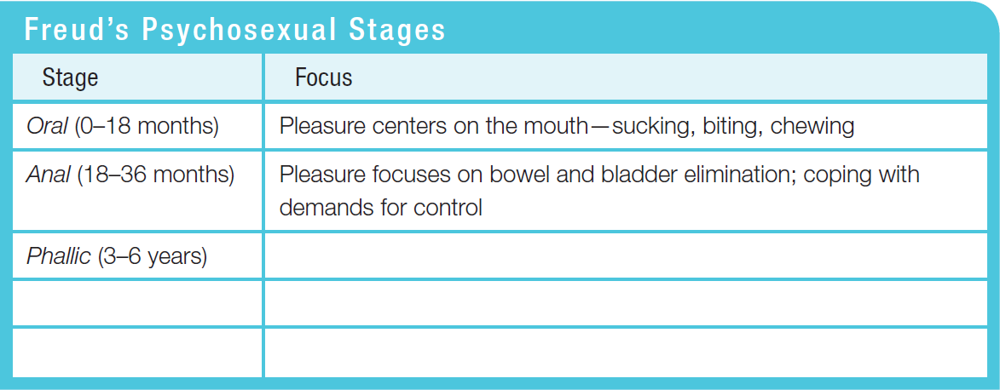 Freud’s Psychosexual Stages
Stage
Focus
Oral (0–18 months)
Pleasure centers on the mouth—sucking, biting, chewing
Anal (18–36 months)
Pleasure focuses on bowel and bladder elimination; coping with
demands for control
Phallic (3–6 years)